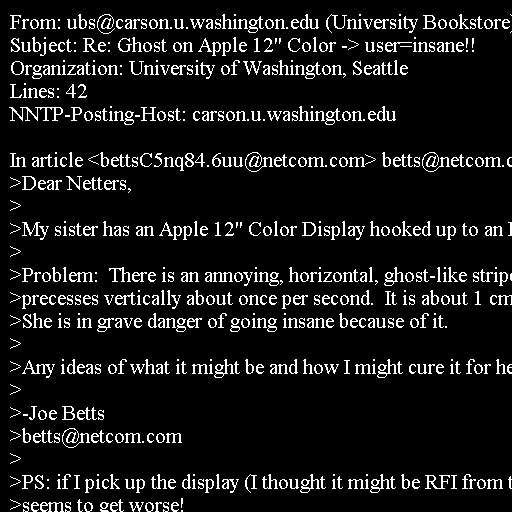 From: ubs@carson.u.washington.edu (University Bookstore)
Subject: Re: Ghost on Apple 12" Color -> user=insane!!
Organization: University of Washington, Seattle
Lines: 42
NNTP-Posting-Host: carson.u.washington.edu

In article <bettsC5nq84.6uu@netcom.com> betts@netcom.c
>Dear Netters,
>
>My sister has an Apple 12" Color Display hooked up to an
>
>Problem:  There is an annoying, horizontal, ghost-like stripe
>precesses vertically about once per second.  It is about 1 cm
>She is in grave danger of going insane because of it.
>
>Any ideas of what it might be and how I might cure it for he
>
>-Joe Betts
>betts@netcom.com
>
>PS: if I pick up the display (I thought it might be RFI from t
>seems to get worse!